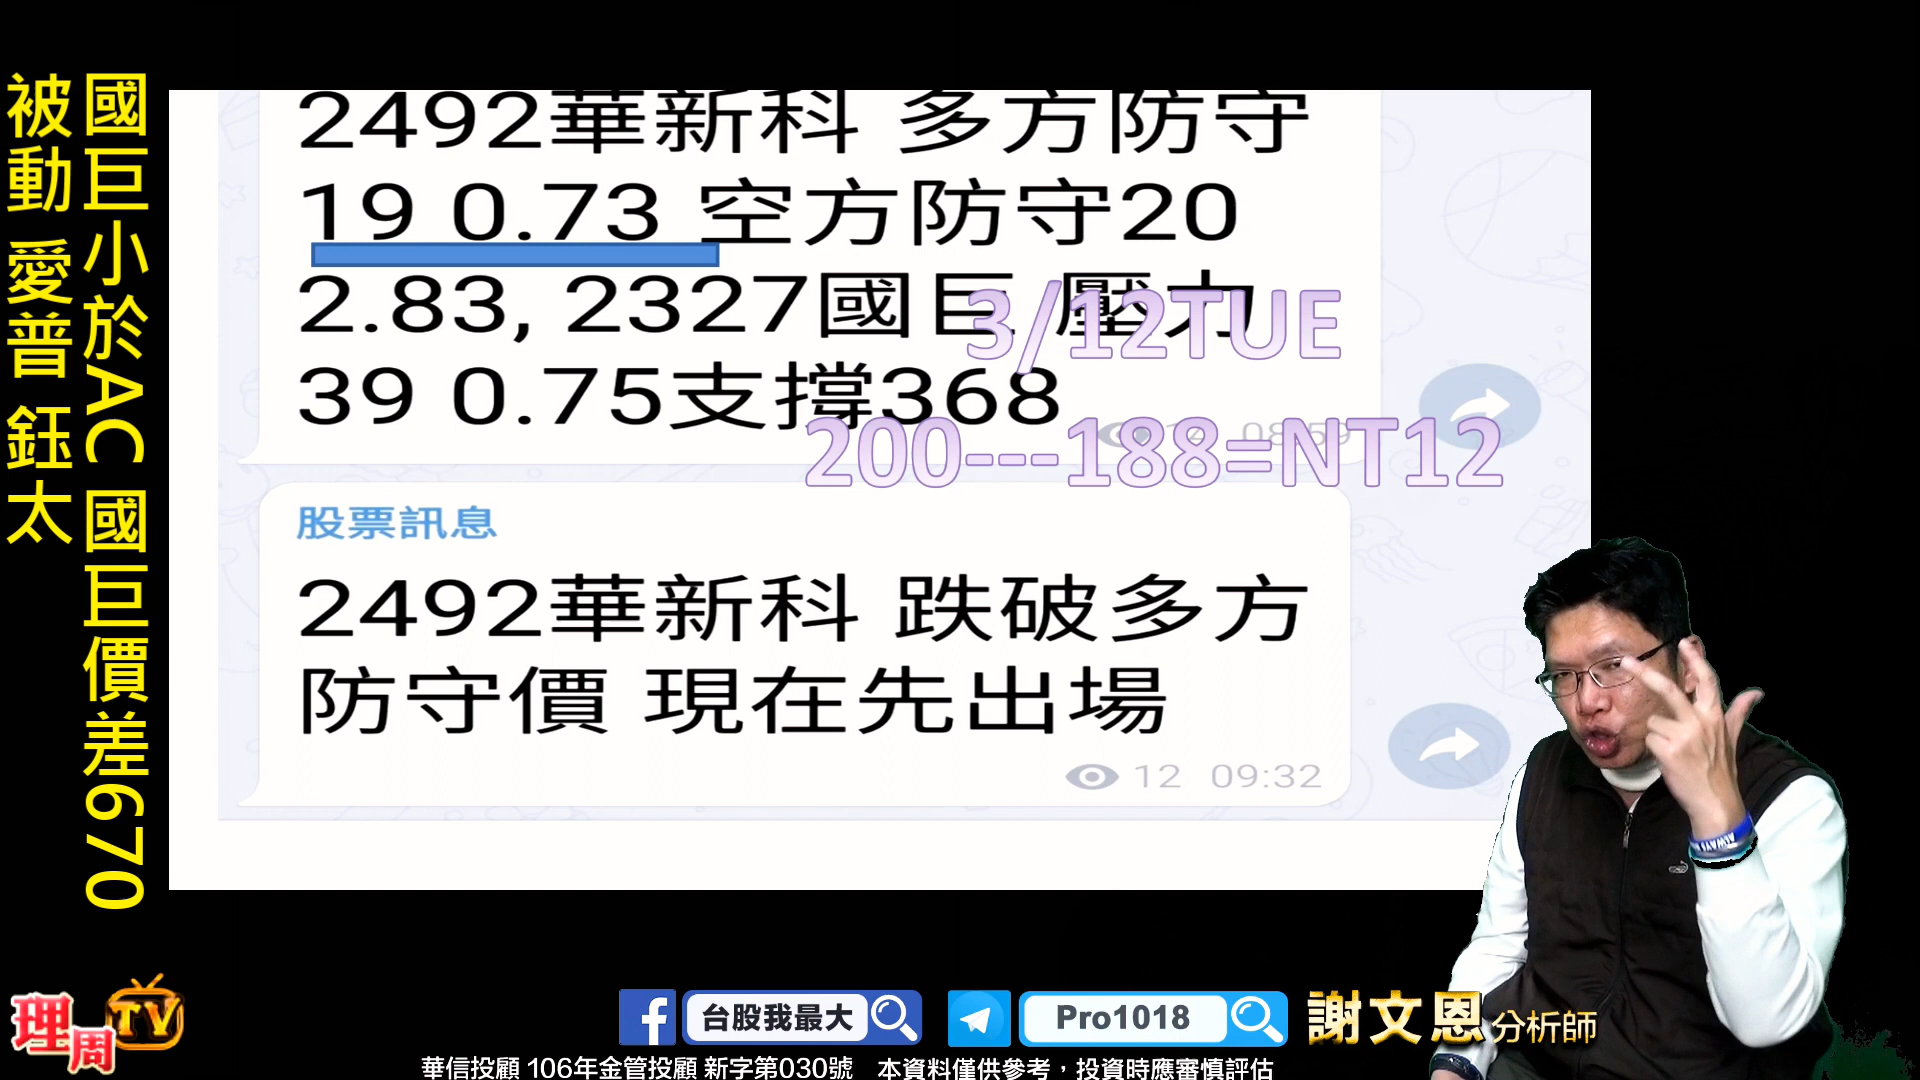 國巨小於AC 國巨價差670
被動 愛普 鈺太
2492華新科 多方防守
19 0.73 空方防守20
2.83, 2327國巨 壓力
39 0.75支撐368
14 08:59
3/12TUE
200---188=NT12
股票訊息
2492華新科 跌破多方
防守價 現在先出場
12 09:32
ALWAYS
理周TV
台股我最大
Pro1018
謝文恩 分析師
華信投顧 106年金管投顧 新字第030號 本資料僅供參考，投資時應審慎評估